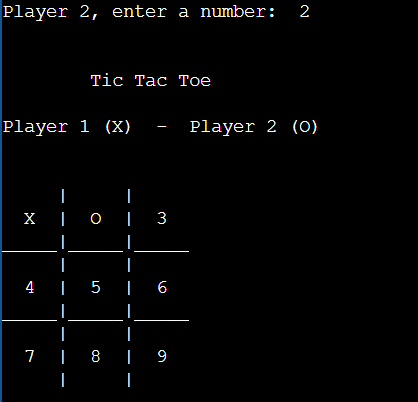 Player 2, enter a number:  2
Tic Tac Toe
Player 1 (X)  -  Player 2 (O)
X | O | 3
4 | 5 | 6
7 | 8 | 9